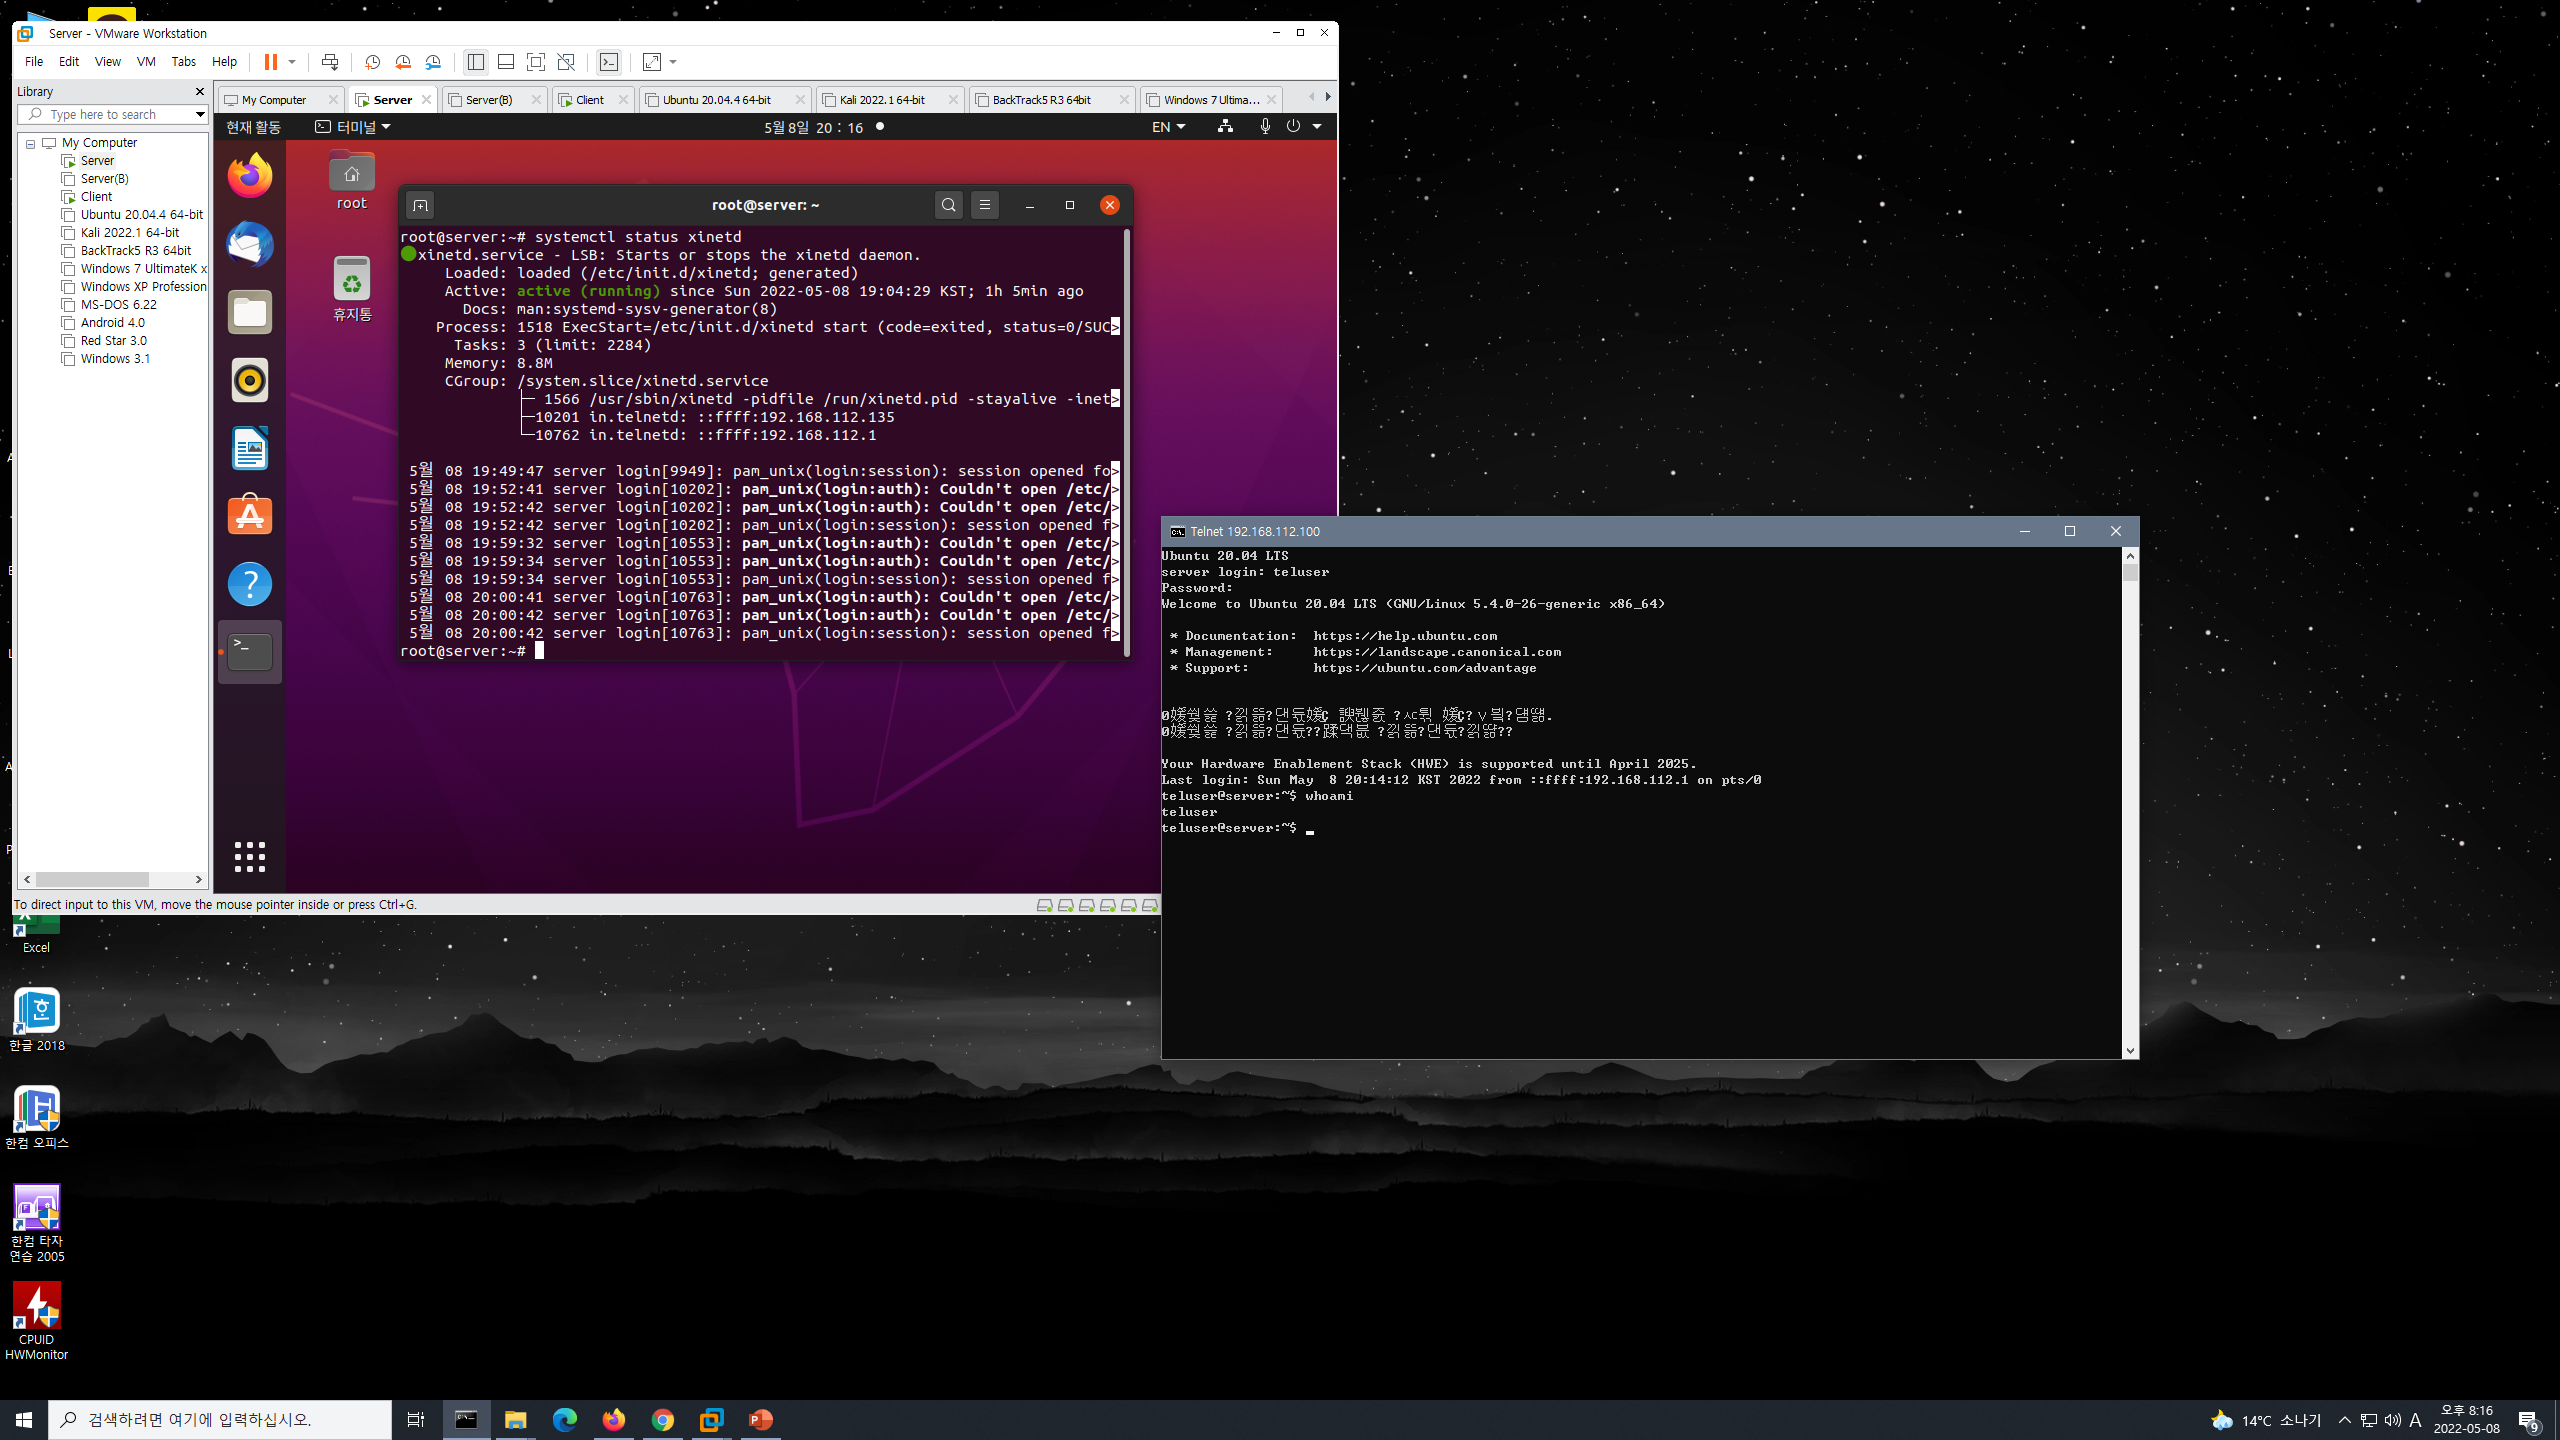 Server - VMware Workstation
File Edit View VM Tabs Help
Library
Type here to search
My Computer
Server
Server(B)
Client
Ubuntu 20.04.4 64-bit
Kali 2022.1 64-bit
BackTrack5 R3 64bit
Windows 7 UltimateK x
Windows XP Profession
MS-DOS 6.22
Android 4.0
Red Star 3.0
Windows 3.1
My Computer Server Server(B) Client Ubuntu 20.04.4 64-bit Kali 2022.1 64-bit BackTrack5 R3 64bit Windows 7 Ultima...
현재 활동 터미널 5월 8일 20 : 16 EN
root
휴지통
root@server: ~
root@server:~# systemctl status xinetd
xinetd.service - LSB: Starts or stops the xinetd daemon.
Loaded: loaded (/etc/init.d/xinetd; generated)
Active: active (running) since Sun 2022-05-08 19:04:29 KST; 1h 5min ago
Docs: man:systemd-sysv-generator(8)
Process: 1518 ExecStart=/etc/init.d/xinetd start (code=exited, status=0/SUC>
Tasks: 3 (limit: 2284)
Memory: 8.8M
CGroup: /system.slice/xinetd.service
├─ 1566 /usr/sbin/xinetd -pidfile /run/xinetd.pid -stayalive -inet>
├─10201 in.telnetd: ::ffff:192.168.112.135
└─10762 in.telnetd: ::ffff:192.168.112.1
5월 08 19:49:47 server login[9949]: pam_unix(login:session): session opened fo>
5월 08 19:52:41 server login[10202]: pam_unix(login:auth): Couldn't open /etc/>
5월 08 19:52:42 server login[10202]: pam_unix(login:auth): Couldn't open /etc/>
5월 08 19:52:42 server login[10202]: pam_unix(login:session): session opened f>
5월 08 19:59:32 server login[10553]: pam_unix(login:auth): Couldn't open /etc/>
5월 08 19:59:34 server login[10553]: pam_unix(login:auth): Couldn't open /etc/>
5월 08 19:59:34 server login[10553]: pam_unix(login:session): session opened f>
5월 08 20:00:41 server login[10763]: pam_unix(login:auth): Couldn't open /etc/>
5월 08 20:00:42 server login[10763]: pam_unix(login:auth): Couldn't open /etc/>
5월 08 20:00:42 server login[10763]: pam_unix(login:session): session opened f>
root@server:~#
To direct input to this VM, move the mouse pointer inside or press Ctrl+G.
Telnet 192.168.112.100
Ubuntu 20.04 LTS
server login: teluser
Password:
Welcome to Ubuntu 20.04 LTS (GNU/Linux 5.4.0-26-generic x86_64)
* Documentation: https://help.ubuntu.com
* Management: https://landscape.canonical.com
* Support: https://ubuntu.com/advantage
Your Hardware Enablement Stack (HWE) is supported until April 2025.
Last login: Sun May 8 20:14:12 KST 2022 from ::ffff:192.168.112.1 on pts/0
teluser@server:~$ whoami
teluser
teluser@server:~$
Excel
한글 2018
한컴 오피스
한컴 타자
연습 2005
CPUID
HWMonitor
검색하려면 여기에 입력하십시오.
14°C 소나기
A
오후 8:16
2022-05-08
9